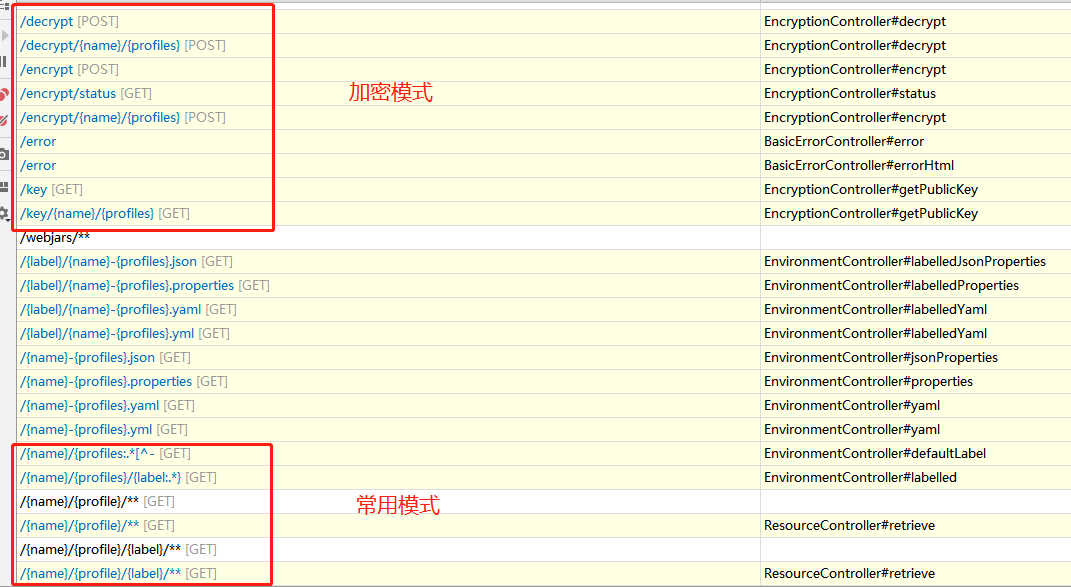 /decrypt [POST] EncryptionController#decrypt
/decrypt/{name}/{profiles} [POST] EncryptionController#decrypt
/encrypt [POST] EncryptionController#encrypt
/encrypt/status [GET] 加密模式 EncryptionController#status
/encrypt/{name}/{profiles} [POST] EncryptionController#encrypt
/error BasicErrorController#error
/error BasicErrorController#errorHtml
/key [GET] EncryptionController#getPublicKey
/key/{name}/{profiles} [GET] EncryptionController#getPublicKey
/webjars/**
/{label}/{name}-{profiles}.json [GET] EnvironmentController#labelledJsonProperties
/{label}/{name}-{profiles}.properties [GET] EnvironmentController#labelledProperties
/{label}/{name}-{profiles}.yaml [GET] EnvironmentController#labelledYaml
/{label}/{name}-{profiles}.yml [GET] EnvironmentController#labelledYaml
/{name}-{profiles}.json [GET] EnvironmentController#jsonProperties
/{name}-{profiles}.properties [GET] EnvironmentController#properties
/{name}-{profiles}.yaml [GET] EnvironmentController#yaml
/{name}-{profiles}.yml [GET] EnvironmentController#yaml
/{name}/{profiles:.*[^- [GET] EnvironmentController#defaultLabel
/{name}/{profiles}/{label:.*} [GET] EnvironmentController#labelled
/{name}/{profile}/** [GET] 常用模式
/{name}/{profile}/** [GET] ResourceController#retrieve
/{name}/{profile}/{label}/** [GET]
/{name}/{profile}/{label}/** [GET] ResourceController#retrieve